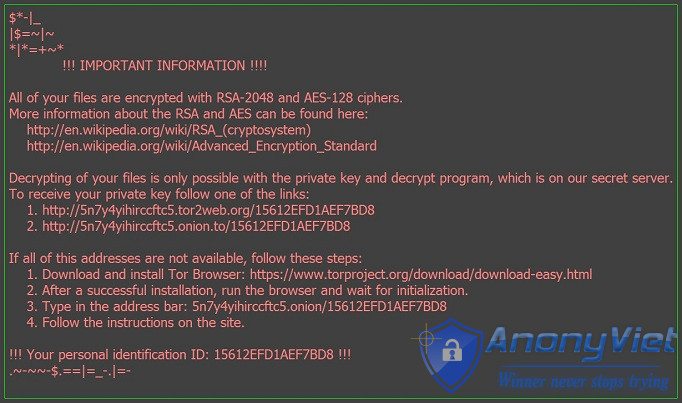 $*-|_
|$=~|~
*|*=+~*
!!! IMPORTANT INFORMATION !!!!
All of your files are encrypted with RSA-2048 and AES-128 ciphers.
More information about the RSA and AES can be found here:
http://en.wikipedia.org/wiki/RSA_(cryptosystem)
http://en.wikipedia.org/wiki/Advanced_Encryption_Standard
Decrypting of your files is only possible with the private key and decrypt program, which is on our secret server.
To receive your private key follow one of the links:
1. http://5n7y4yihirccftc5.tor2web.org/15612EFD1AEF7BD8
2. http://5n7y4yihirccftc5.onion.to/15612EFD1AEF7BD8
If all of this addresses are not available, follow these steps:
1. Download and install Tor Browser: https://www.torproject.org/download/download-easy.html
2. After a successful installation, run the browser and wait for initialization.
3. Type in the address bar: 5n7y4yihirccftc5.onion/15612EFD1AEF7BD8
4. Follow the instructions on the site.
!!! Your personal identification ID: 15612EFD1AEF7BD8 !!!
.~-~~-$.==|=_-.|=-
AnonyViet
Winner never stops trying